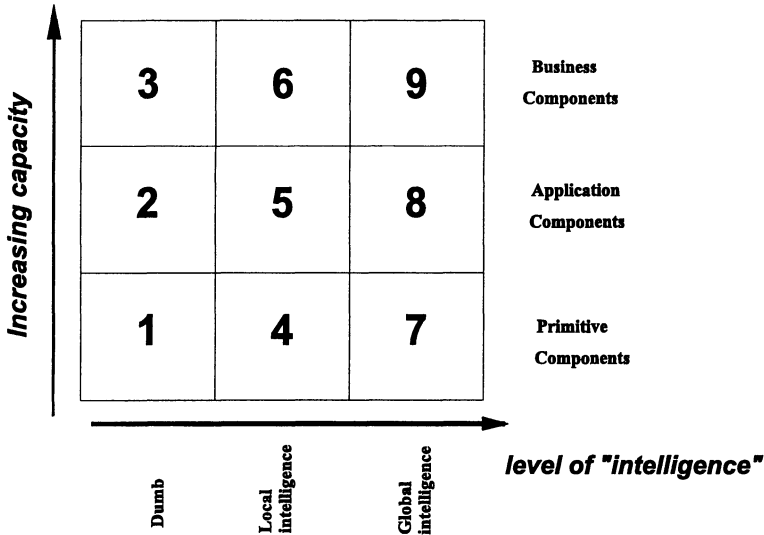 Increasing capacity
3 6 9
Business
Components
2 5 8
Application
Components
1 4 7
Primitive
Components
Dumb
Local
intelligence
Global
intelligence
level of "intelligence"